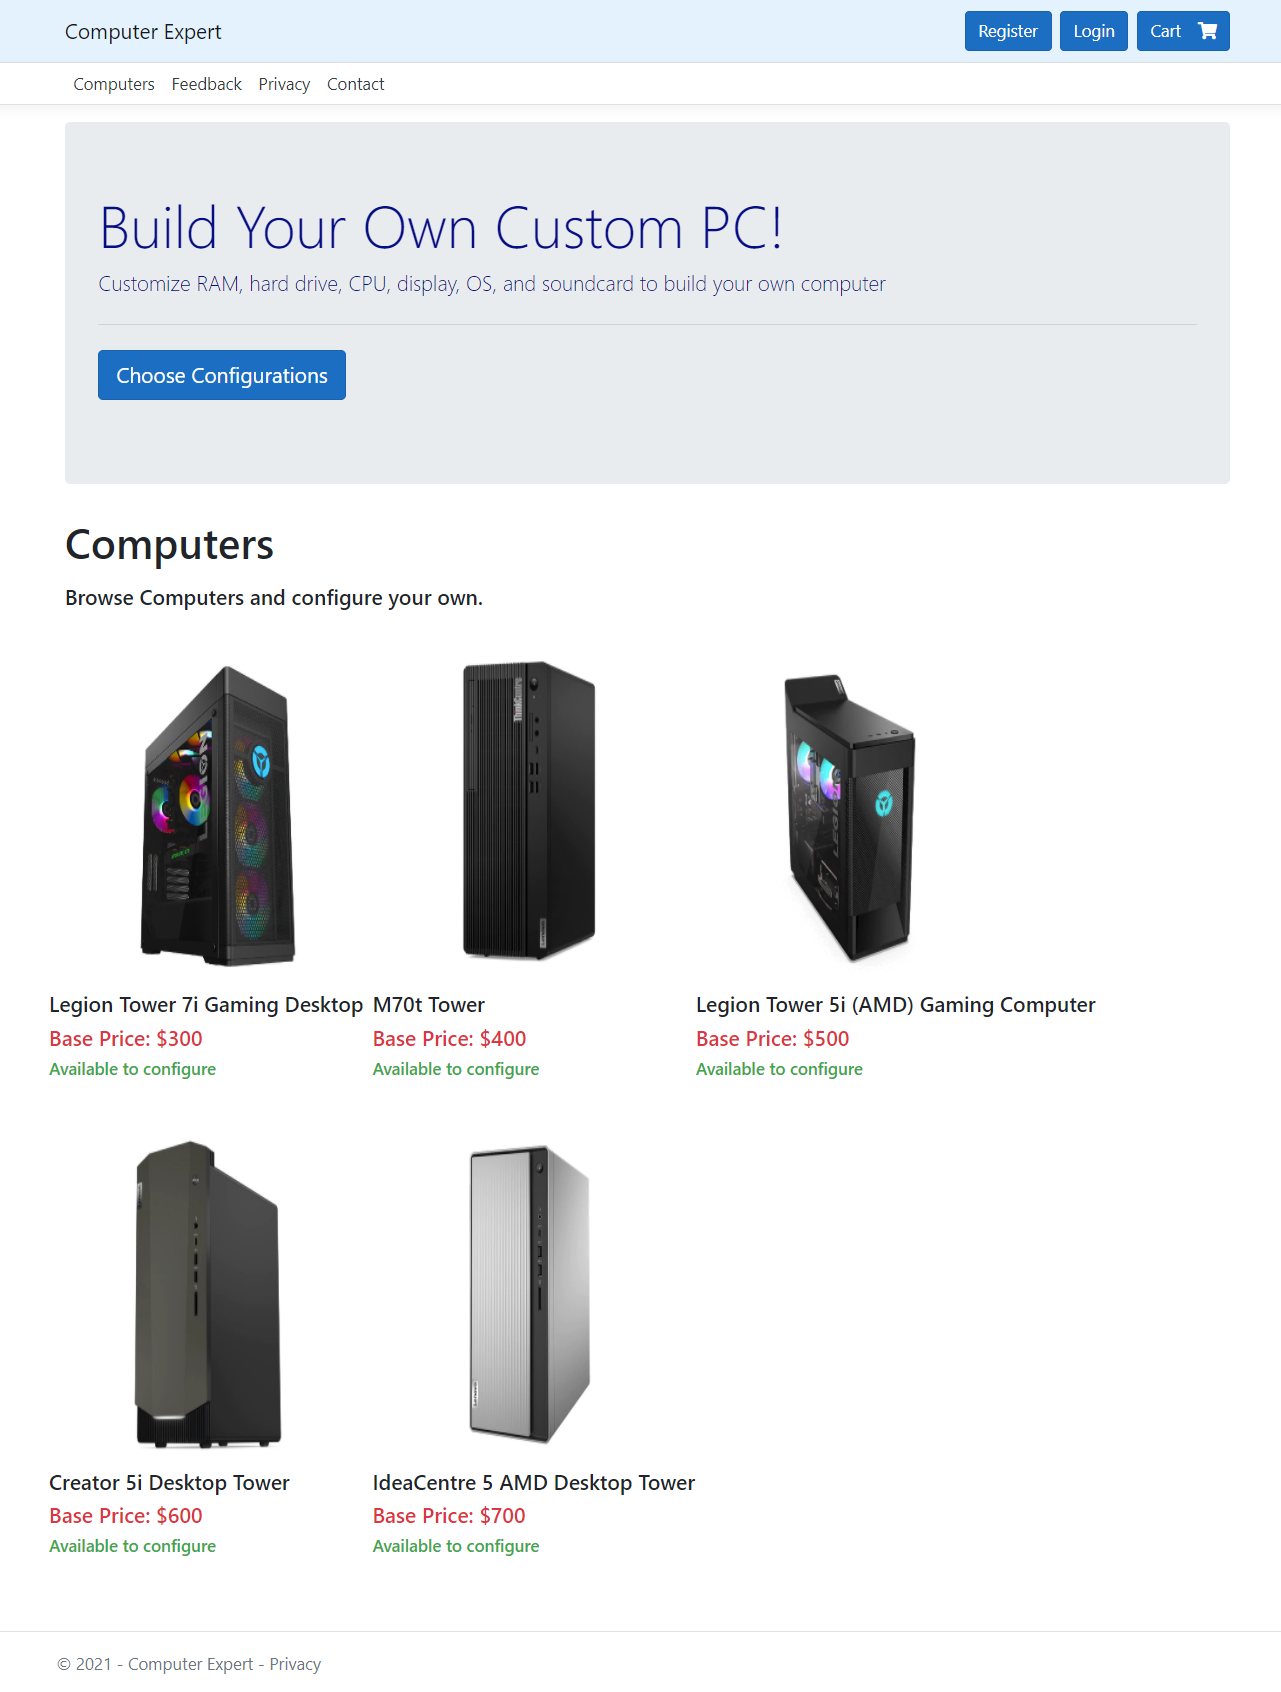 Computer Expert
Register
Login
Cart
Computers
Feedback
Privacy
Contact
Build Your Own Custom PC!
Customize RAM, hard drive, CPU, display, OS, and soundcard to build your own computer
Choose Configurations
Computers
Browse Computers and configure your own.
LEGION
ThinkCentre
LEGION
Legion Tower 7i Gaming Desktop
Base Price: $300
Available to configure
M70t Tower
Base Price: $400
Available to configure
Legion Tower 5i (AMD) Gaming Computer
Base Price: $500
Available to configure
Creator 5i Desktop Tower
Base Price: $600
Available to configure
IdeaCentre 5 AMD Desktop Tower
Base Price: $700
Available to configure
© 2021 - Computer Expert - Privacy